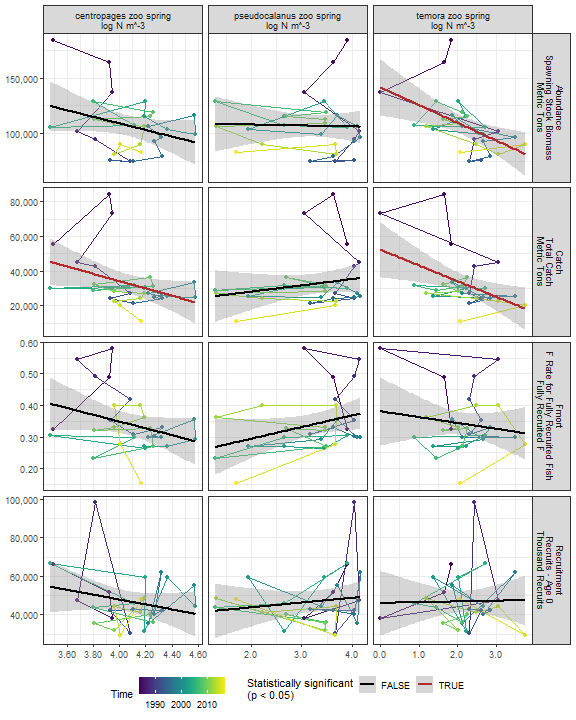 centropages zoo spring
log N m^-3
pseudocalanus zoo spring
log N m^-3
temora zoo spring
log N m^-3
150,000
100,000
Abundance
Spawning Stock Biomass
Metric Tons
80,000
60,000
40,000
20,000
Catch
Total Catch
Metric Tons
0.60
0.50
0.40
0.30
0.20
Fmort
F Rate for Fully Recruited Fish
Fully Recruited F
100,000
80,000
60,000
40,000
Recruitment
Recruits - Age 0
Thousand Recruits
3.60 3.80 4.00 4.20 4.40 4.60
2.0 3.0 4.0
0.0 1.0 2.0 3.0
Time
1990 2000 2010
Statistically significant
(p < 0.05)
FALSE
TRUE